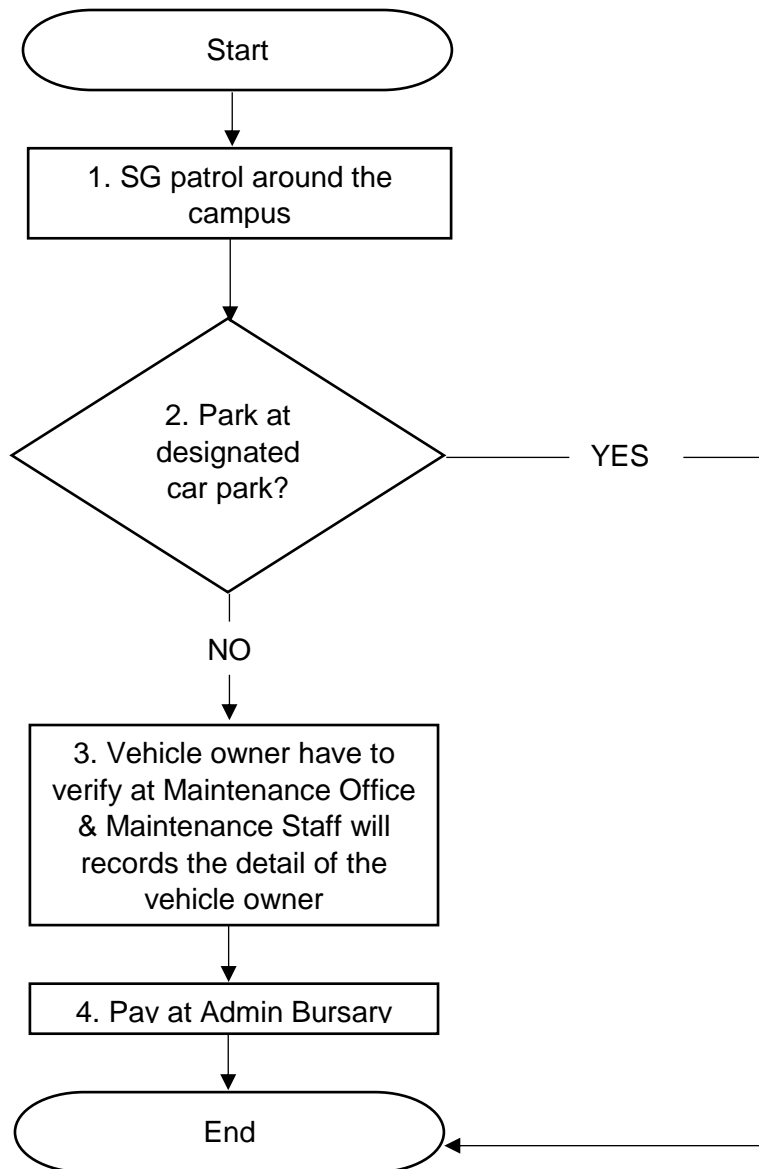 Start
1. SG patrol around the
campus
2. Park at
designated
car park?
YES
NO
3. Vehicle owner have to
verify at Maintenance Office
& Maintenance Staff will
records the detail of the
vehicle owner
4. Pay at Admin Bursary
End